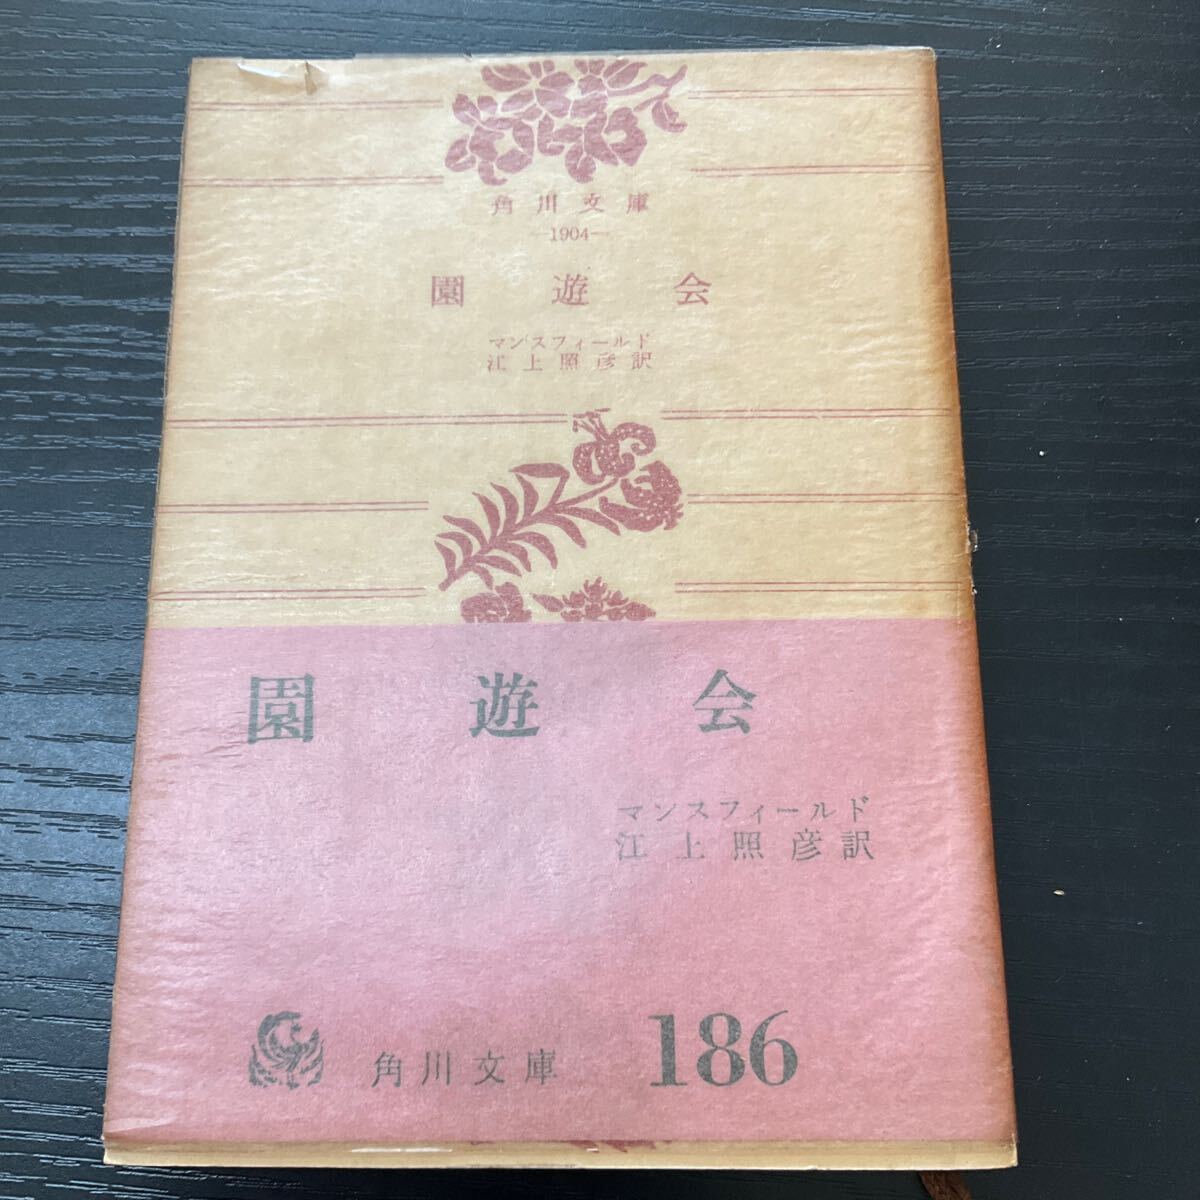 角川文庫
—1904—
園遊会
マンスフィールド
江上照彦訳
園遊会
マンスフィールド
江上照彦訳
角川文庫 186